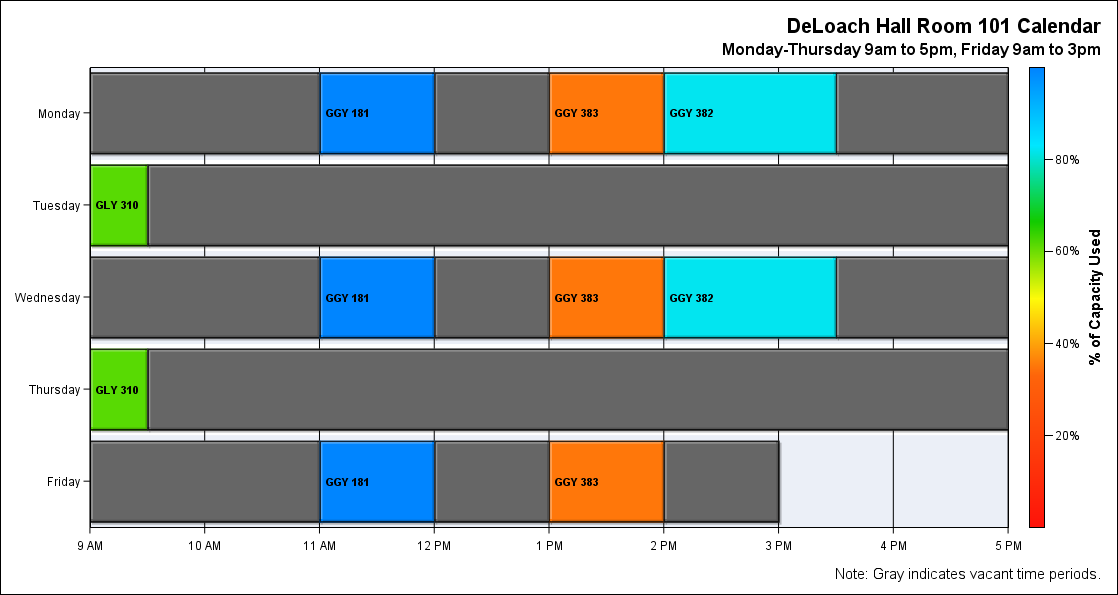 DeLoach Hall Room 101 Calendar
Monday-Thursday 9am to 5pm, Friday 9am to 3pm
Monday
GGY 181
GGY 383
GGY 382
Tuesday
GLY 310
Wednesday
GGY 181
GGY 383
GGY 382
Thursday
GLY 310
Friday
GGY 181
GGY 383
9 AM
10 AM
11 AM
12 PM
1 PM
2 PM
3 PM
4 PM
5 PM
80%
60%
40%
20%
% of Capacity Used
Note: Gray indicates vacant time periods.